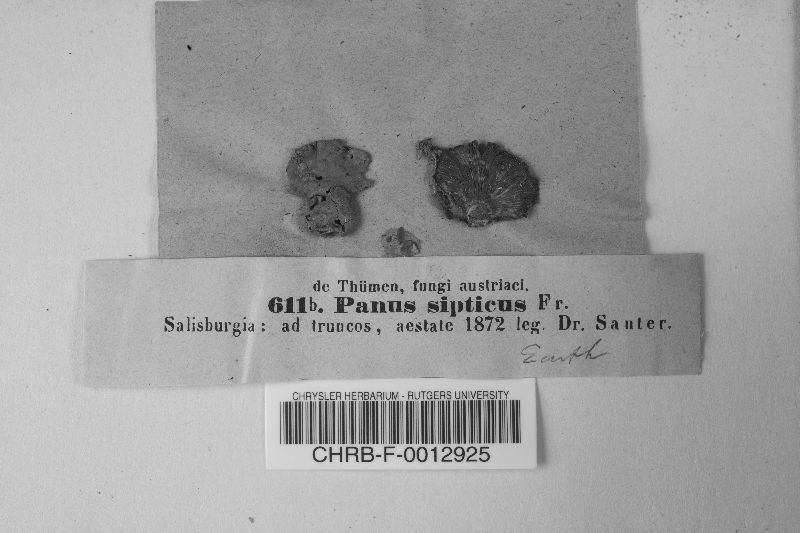 de Thümen, fungi austriaci.
611b. Panus sipticus Fr.
Salisburgia: ad truncos, aestate 1872 leg. Dr. Sauter.
Earth
CHRYSLER HERBARIUM - RUTGERS UNIVERSITY
CHRB-F-0012925